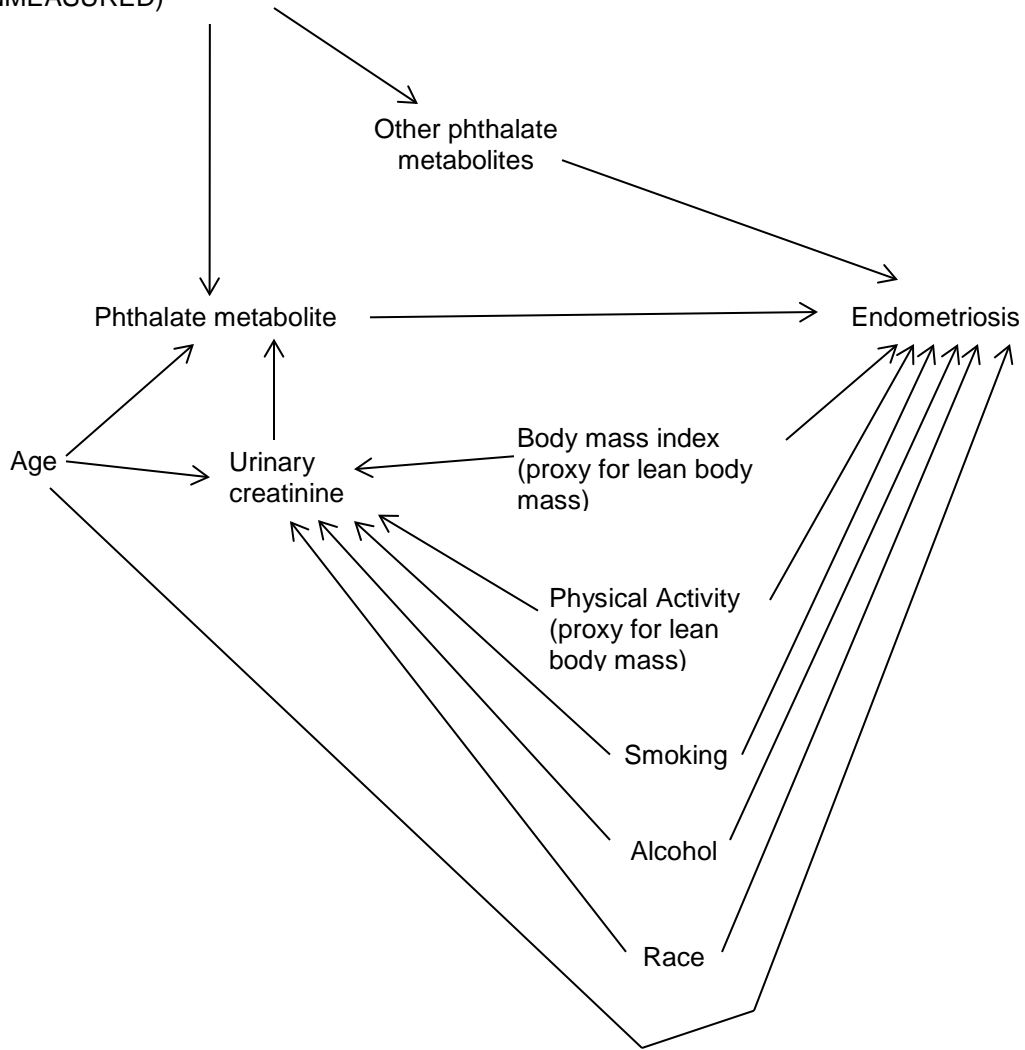 Other phthalate
metabolites
Phthalate metabolite
Endometriosis
Age
Urinary
creatinine
Body mass index
(proxy for lean body
mass)
Physical Activity
(proxy for lean
body mass)
Smoking
Alcohol
Race